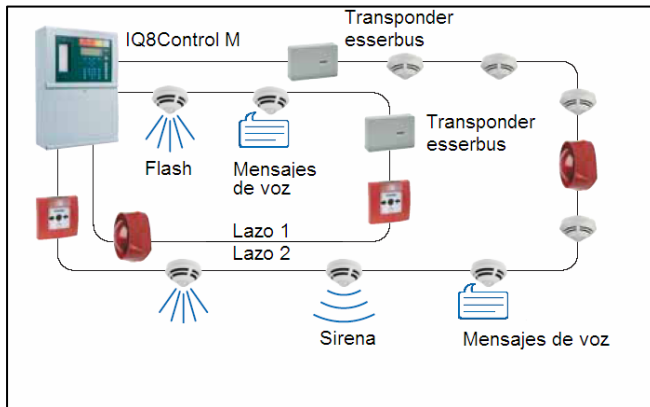 Transponder
esserbus
IQ8Control M
Transponder
esserbus
Flash
Mensajes
de voz
Lazo 1
Lazo 2
Sirena
Mensajes de voz